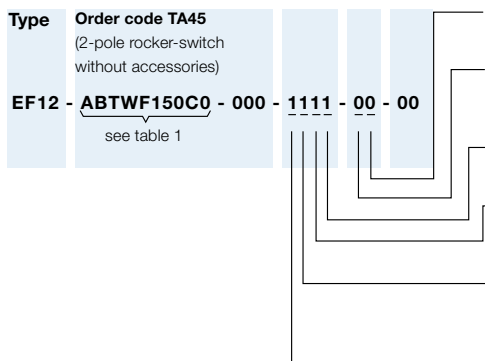 Type Order code TA45
(2-pole rocker-switch
without accessories)
EF12 - ABTWF150C0 - 000 - 1111 - 00 - 00
see table 1